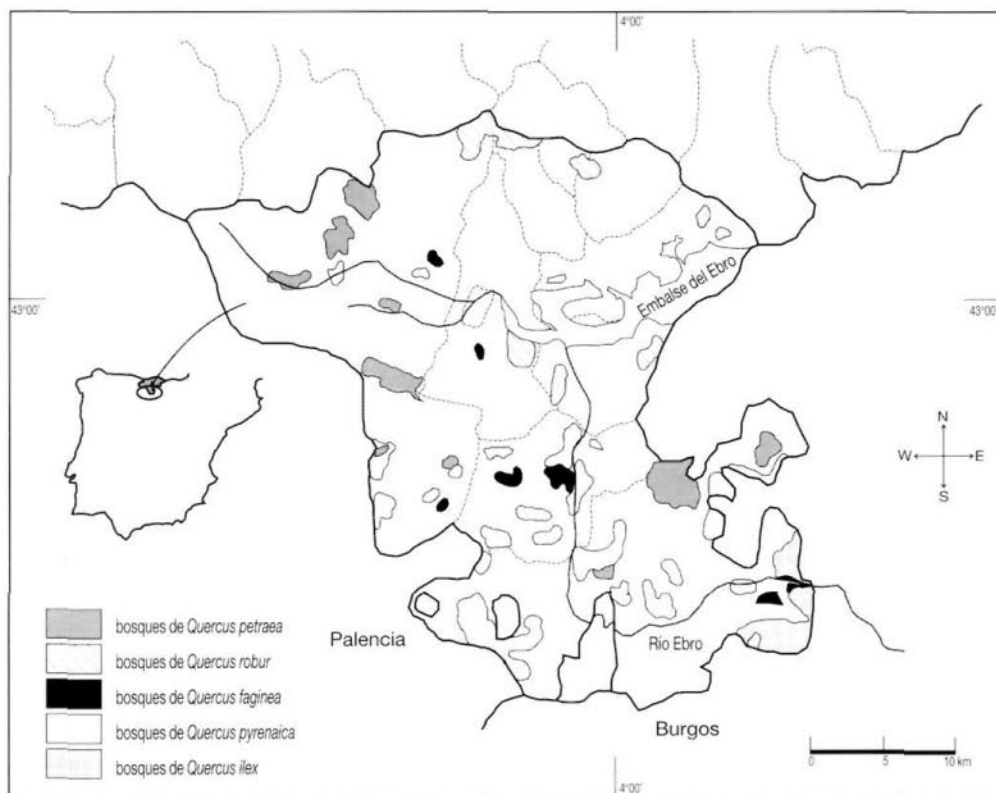 4°00'
43°00'
43°00'
Embalse del Ebro
N
W E
S
Palencia
Río Ebro
Burgos
bosques de Quercus petraea
bosques de Quercus robur
bosques de Quercus faginea
bosques de Quercus pyrenaica
bosques de Quercus ilex
0 5 10 km
4°00'